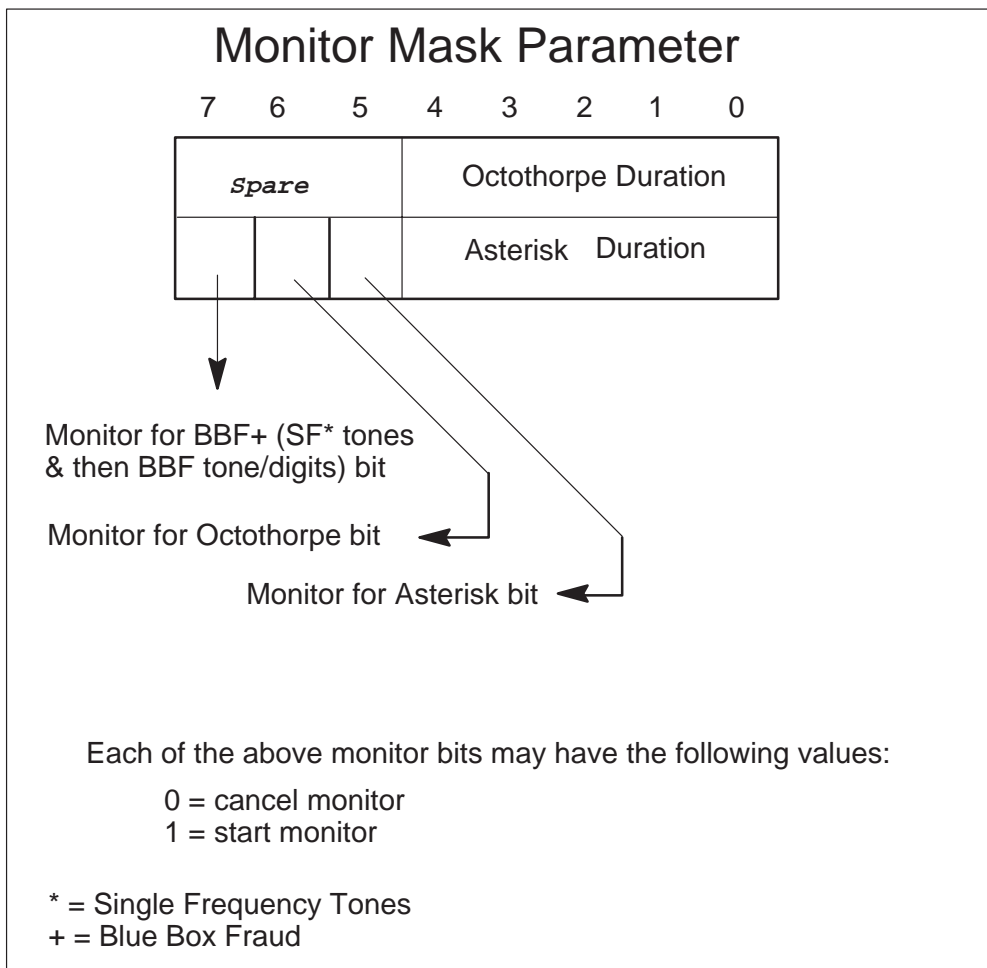 Monitor Mask Parameter
7 6 5 4 3 2 1 0
Spare Octothorpe Duration
Asterisk Duration
Monitor for BBF+ (SF* tones
& then BBF tone/digits) bit
Monitor for Octothorpe bit
Monitor for Asterisk bit
Each of the above monitor bits may have the following values:
0 = cancel monitor
1 = start monitor
* = Single Frequency Tones
+ = Blue Box Fraud